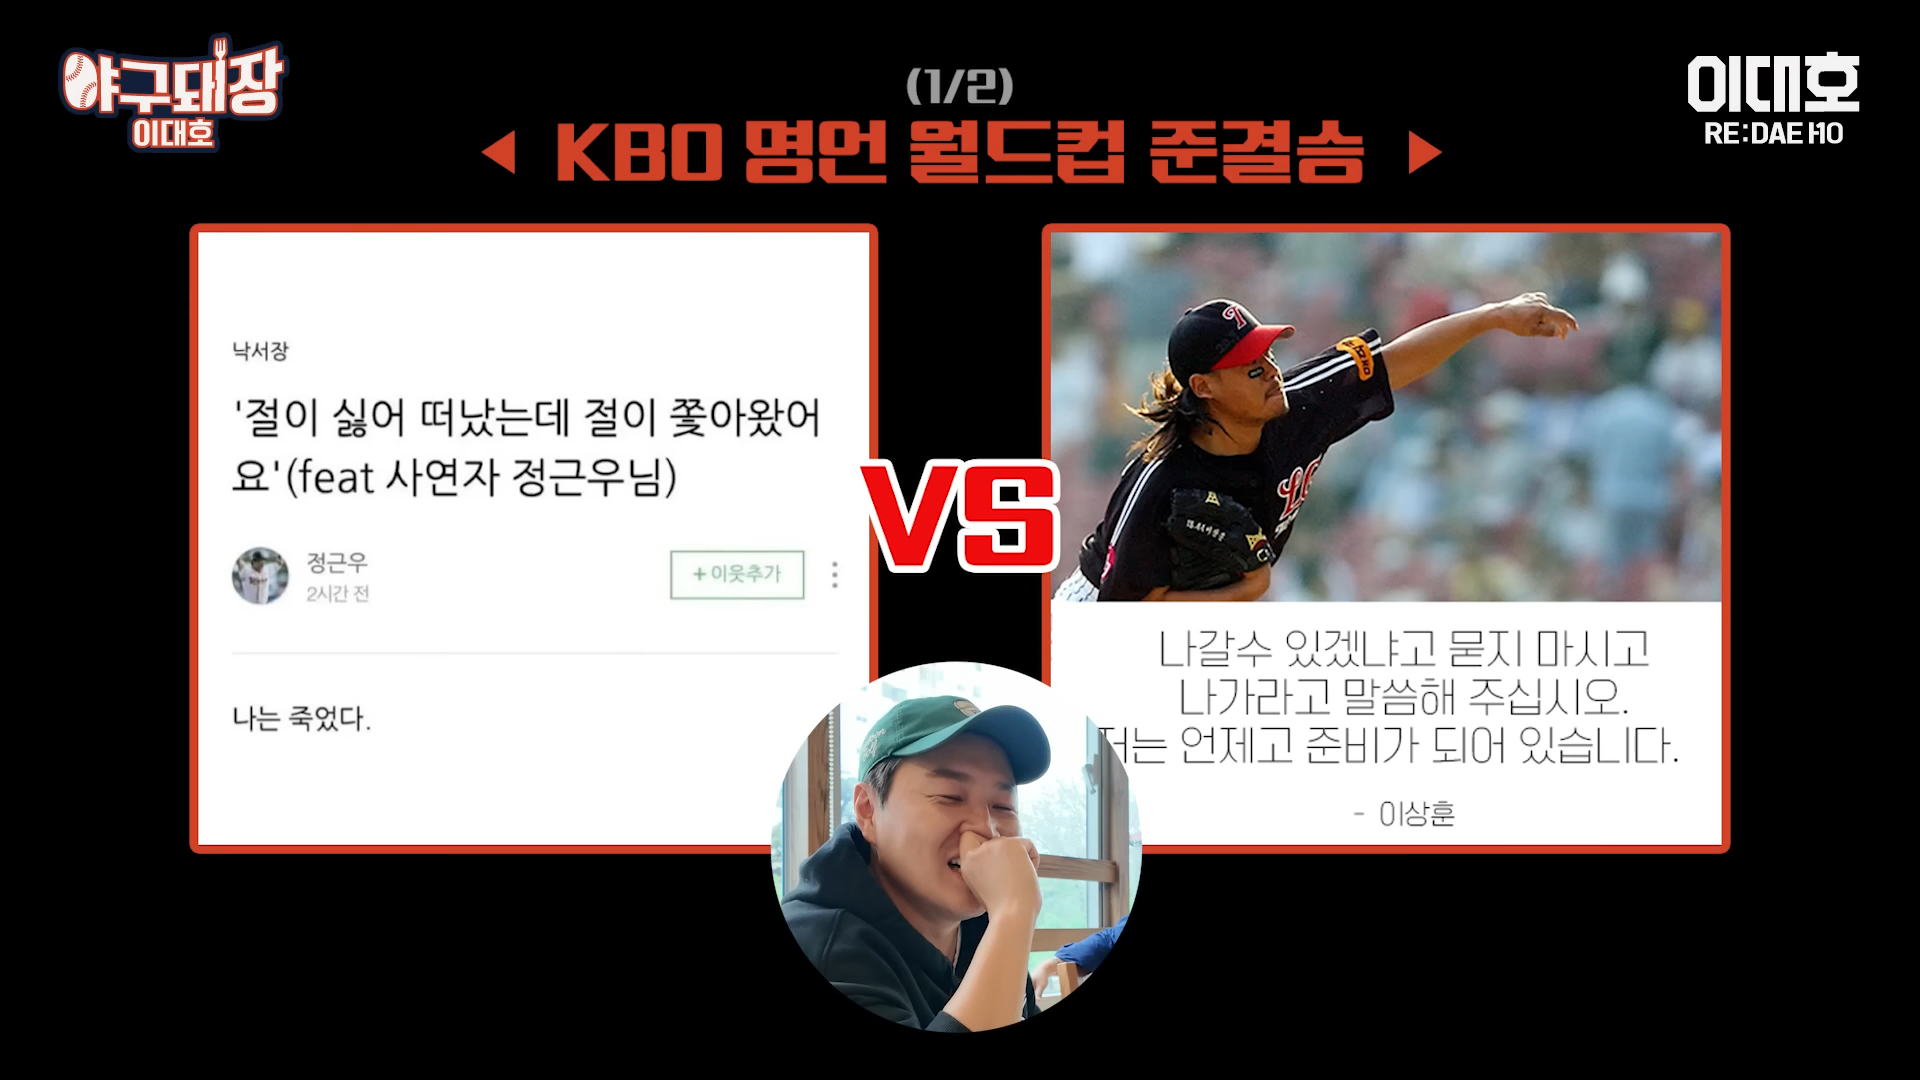 야구돼장
이대호
(1/2)
KBO 명언 월드컵 준결승
이대호
RE:DAEHO
낙서장
'절이 싫어 떠났는데 절이 쫓아왔어
요'(feat 사연자 정근우님)
정근우
2시간 전
+이웃추가
나는 죽었다.
VS
나갈수 있겠냐고 묻지 마시고
나가라고 말씀해 주십시오.
저는 언제고 준비가 되어 있습니다.
- 이상훈